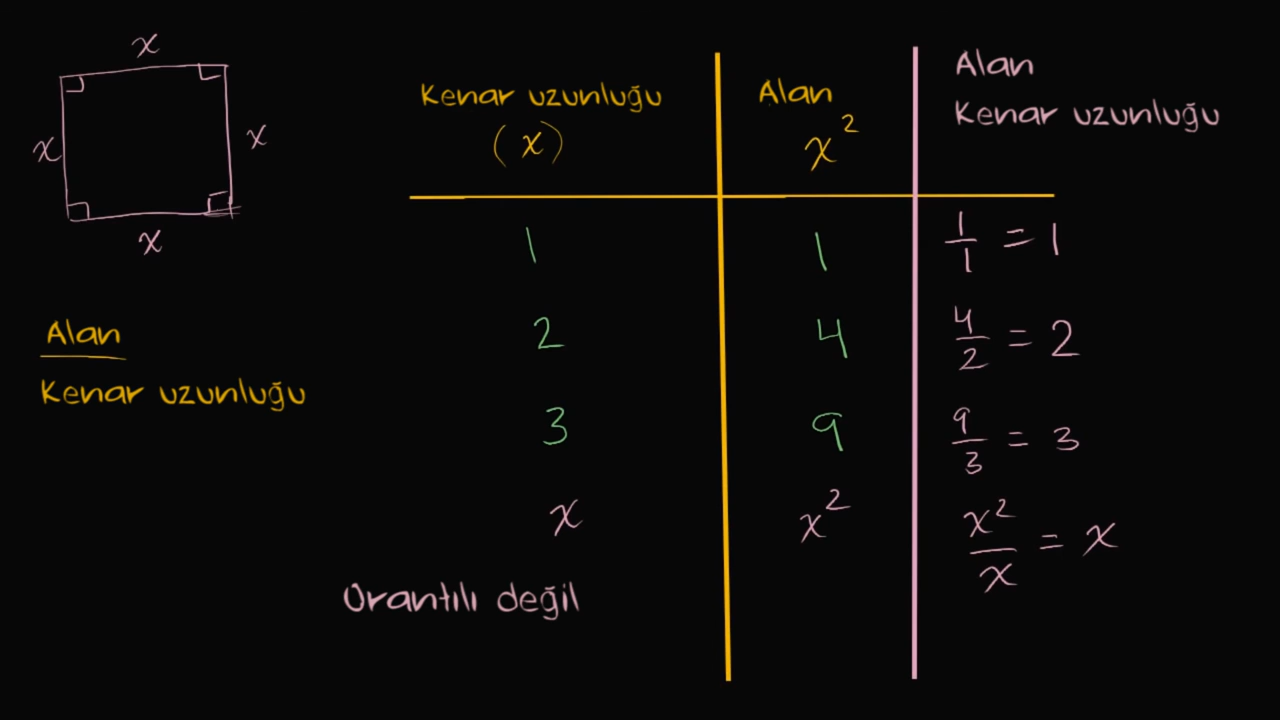 x
x
x
x
Alan
Kenar uzunluğu
Kenar uzunluğu
(x)
Alan
x²
Alan
Kenar uzunluğu
1
1
1/1 = 1
2
4
4/2 = 2
3
9
9/3 = 3
x
x²
x²/x = x
Orantılı değil